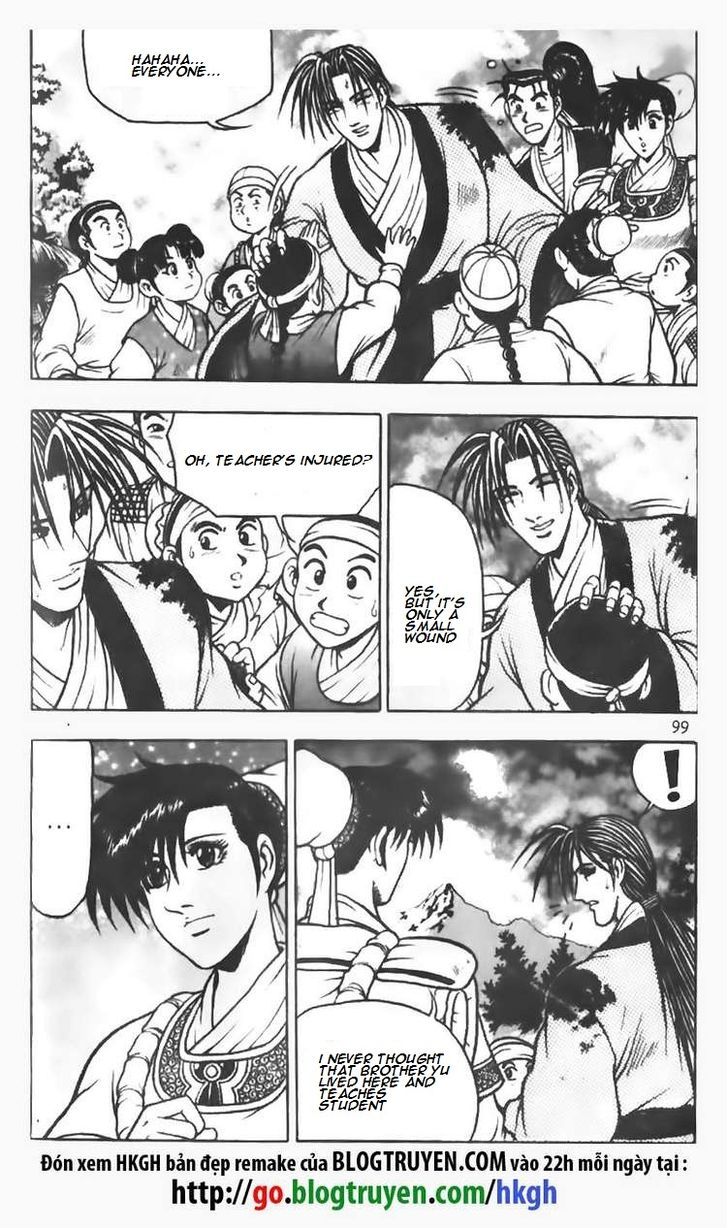 HAHAHA...
EVERYONE...
OH, TEACHER'S INJURED?
YES,
BUT IT'S
ONLY A
SMALL
WOUND
99
...
!
I NEVER THOUGHT
THAT BROTHER YU
LIVED HERE AND
TEACHES
STUDENT
Đón xem HKGH bản đẹp remake của BLOGTRUYEN.COM vào 22h mỗi ngày tại :
http://go.blogtruyen.com/hkgh